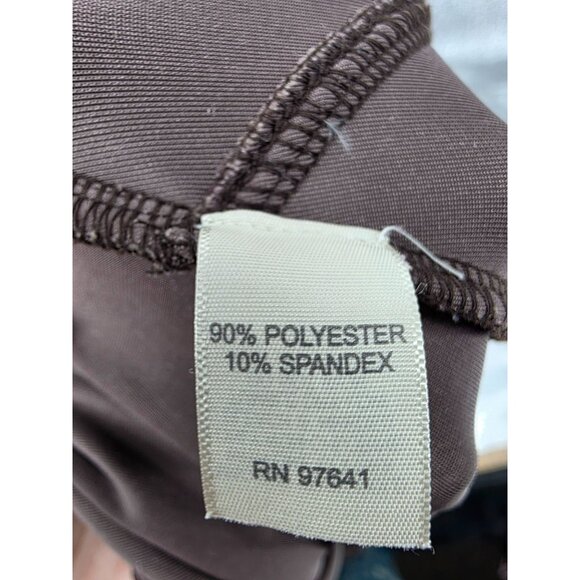 90% POLYESTER
10% SPANDEX
RN 97641